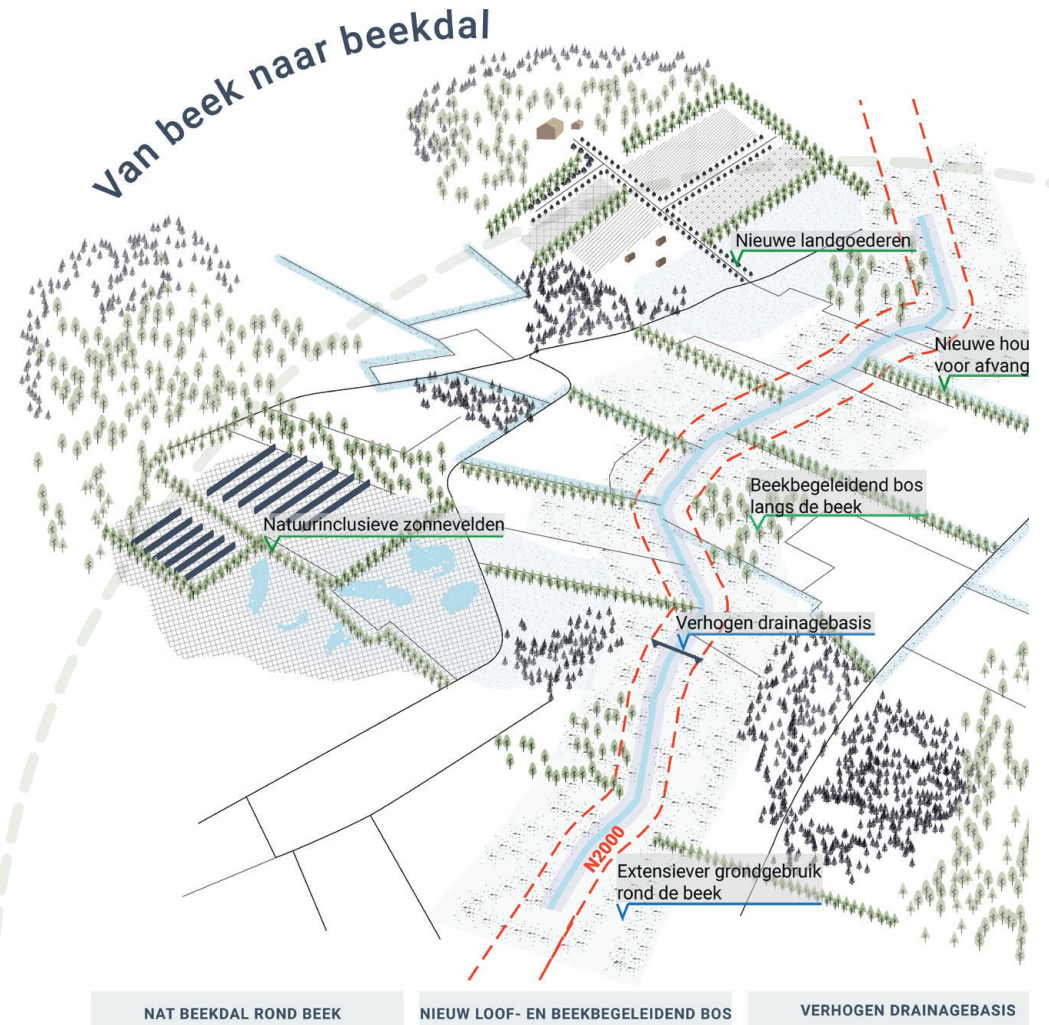 Van beek naar beekdal
Nieuwe landgoederen
Nieuwe hou
voor afvang
Beekbegeleidend bos
langs de beek
Natuurinclusieve zonnevelden
Verhogen drainagebasis
N2000
Extensiever grondgebruik
rond de beek
NAT BEEKDAL ROND BEEK
NIEUW LOOF- EN BEEKBEGELEIDEND BOS
VERHOGEN DRAINAGEBASIS